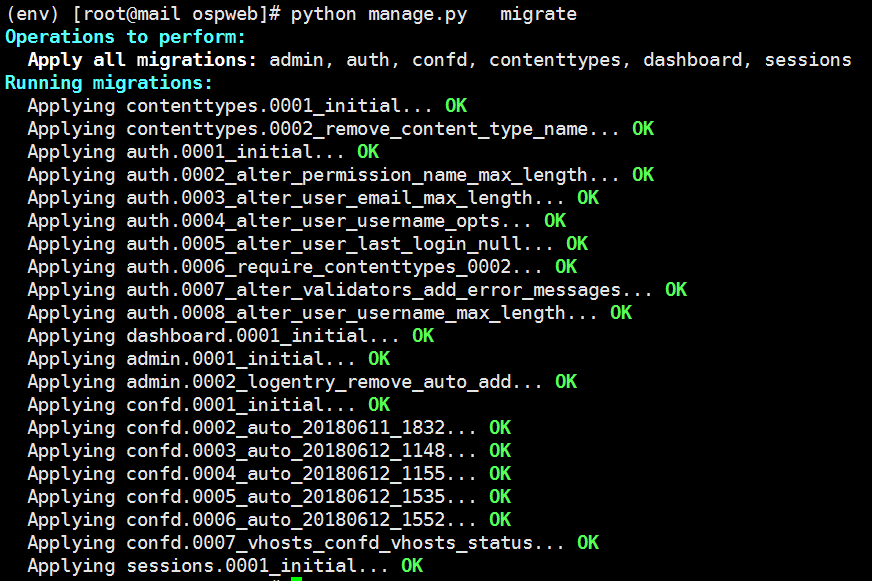 (env) [root@mail ospweb]# python manage.py   migrate
Operations to perform:
  Apply all migrations: admin, auth, confd, contenttypes, dashboard, sessions
Running migrations:
  Applying contenttypes.0001_initial... OK
  Applying contenttypes.0002_remove_content_type_name... OK
  Applying auth.0001_initial... OK
  Applying auth.0002_alter_permission_name_max_length... OK
  Applying auth.0003_alter_user_email_max_length... OK
  Applying auth.0004_alter_user_username_opts... OK
  Applying auth.0005_alter_user_last_login_null... OK
  Applying auth.0006_require_contenttypes_0002... OK
  Applying auth.0007_alter_validators_add_error_messages... OK
  Applying auth.0008_alter_user_username_max_length... OK
  Applying dashboard.0001_initial... OK
  Applying admin.0001_initial... OK
  Applying admin.0002_logentry_remove_auto_add... OK
  Applying confd.0001_initial... OK
  Applying confd.0002_auto_20180611_1832... OK
  Applying confd.0003_auto_20180612_1148... OK
  Applying confd.0004_auto_20180612_1155... OK
  Applying confd.0005_auto_20180612_1535... OK
  Applying confd.0006_auto_20180612_1552... OK
  Applying confd.0007_vhosts_confd_vhosts_status... OK
  Applying sessions.0001_initial... OK